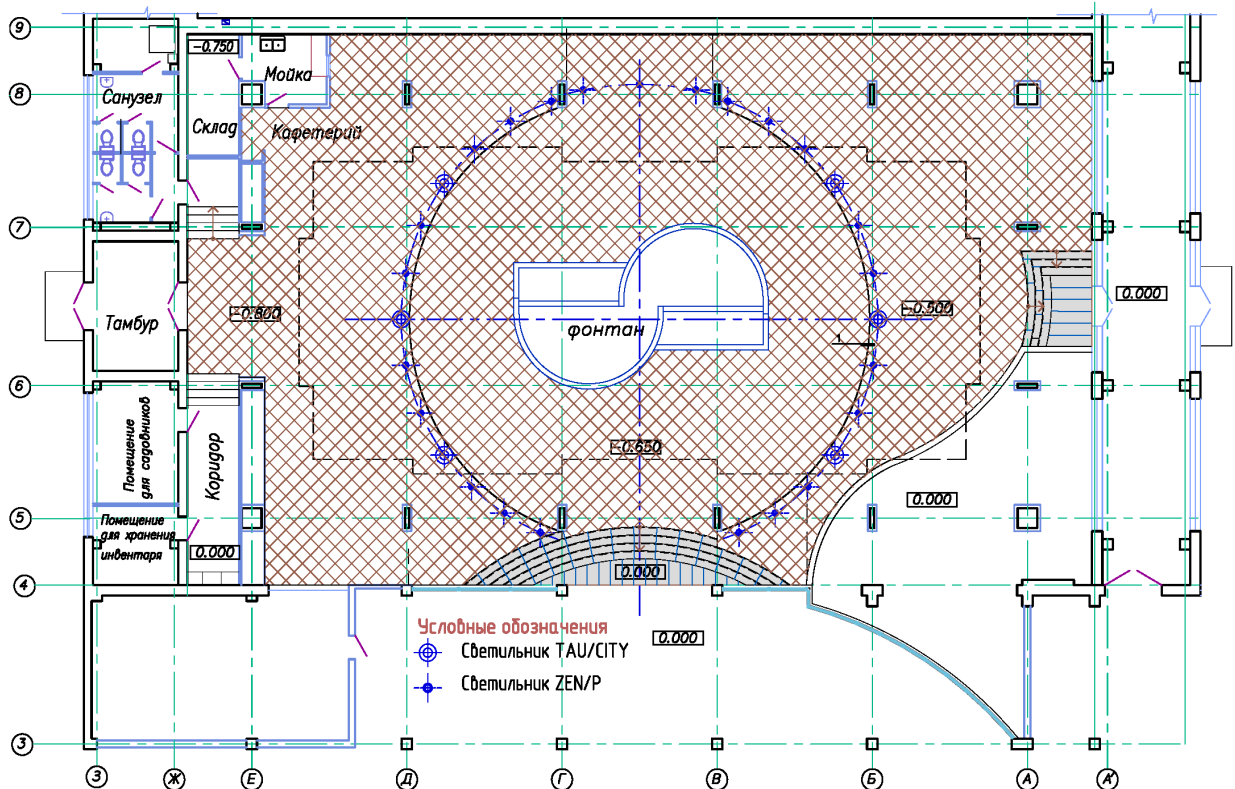 9
-0.750
Мойка
8
Санузел
Склад
Кафетерий
7
0.000
-0.800
-0.500
Тамбур
фонтан
6
Помещение
для садовников
Коридор
-0.650
0.000
5
Помещение
для хранения
инвентаря
0.000
0.000
4
Условные обозначения
0.000
Светильник TAU/CITY
Светильник ZEN/P
3
З
Ж
Е
Д
Г
В
Б
А
А'